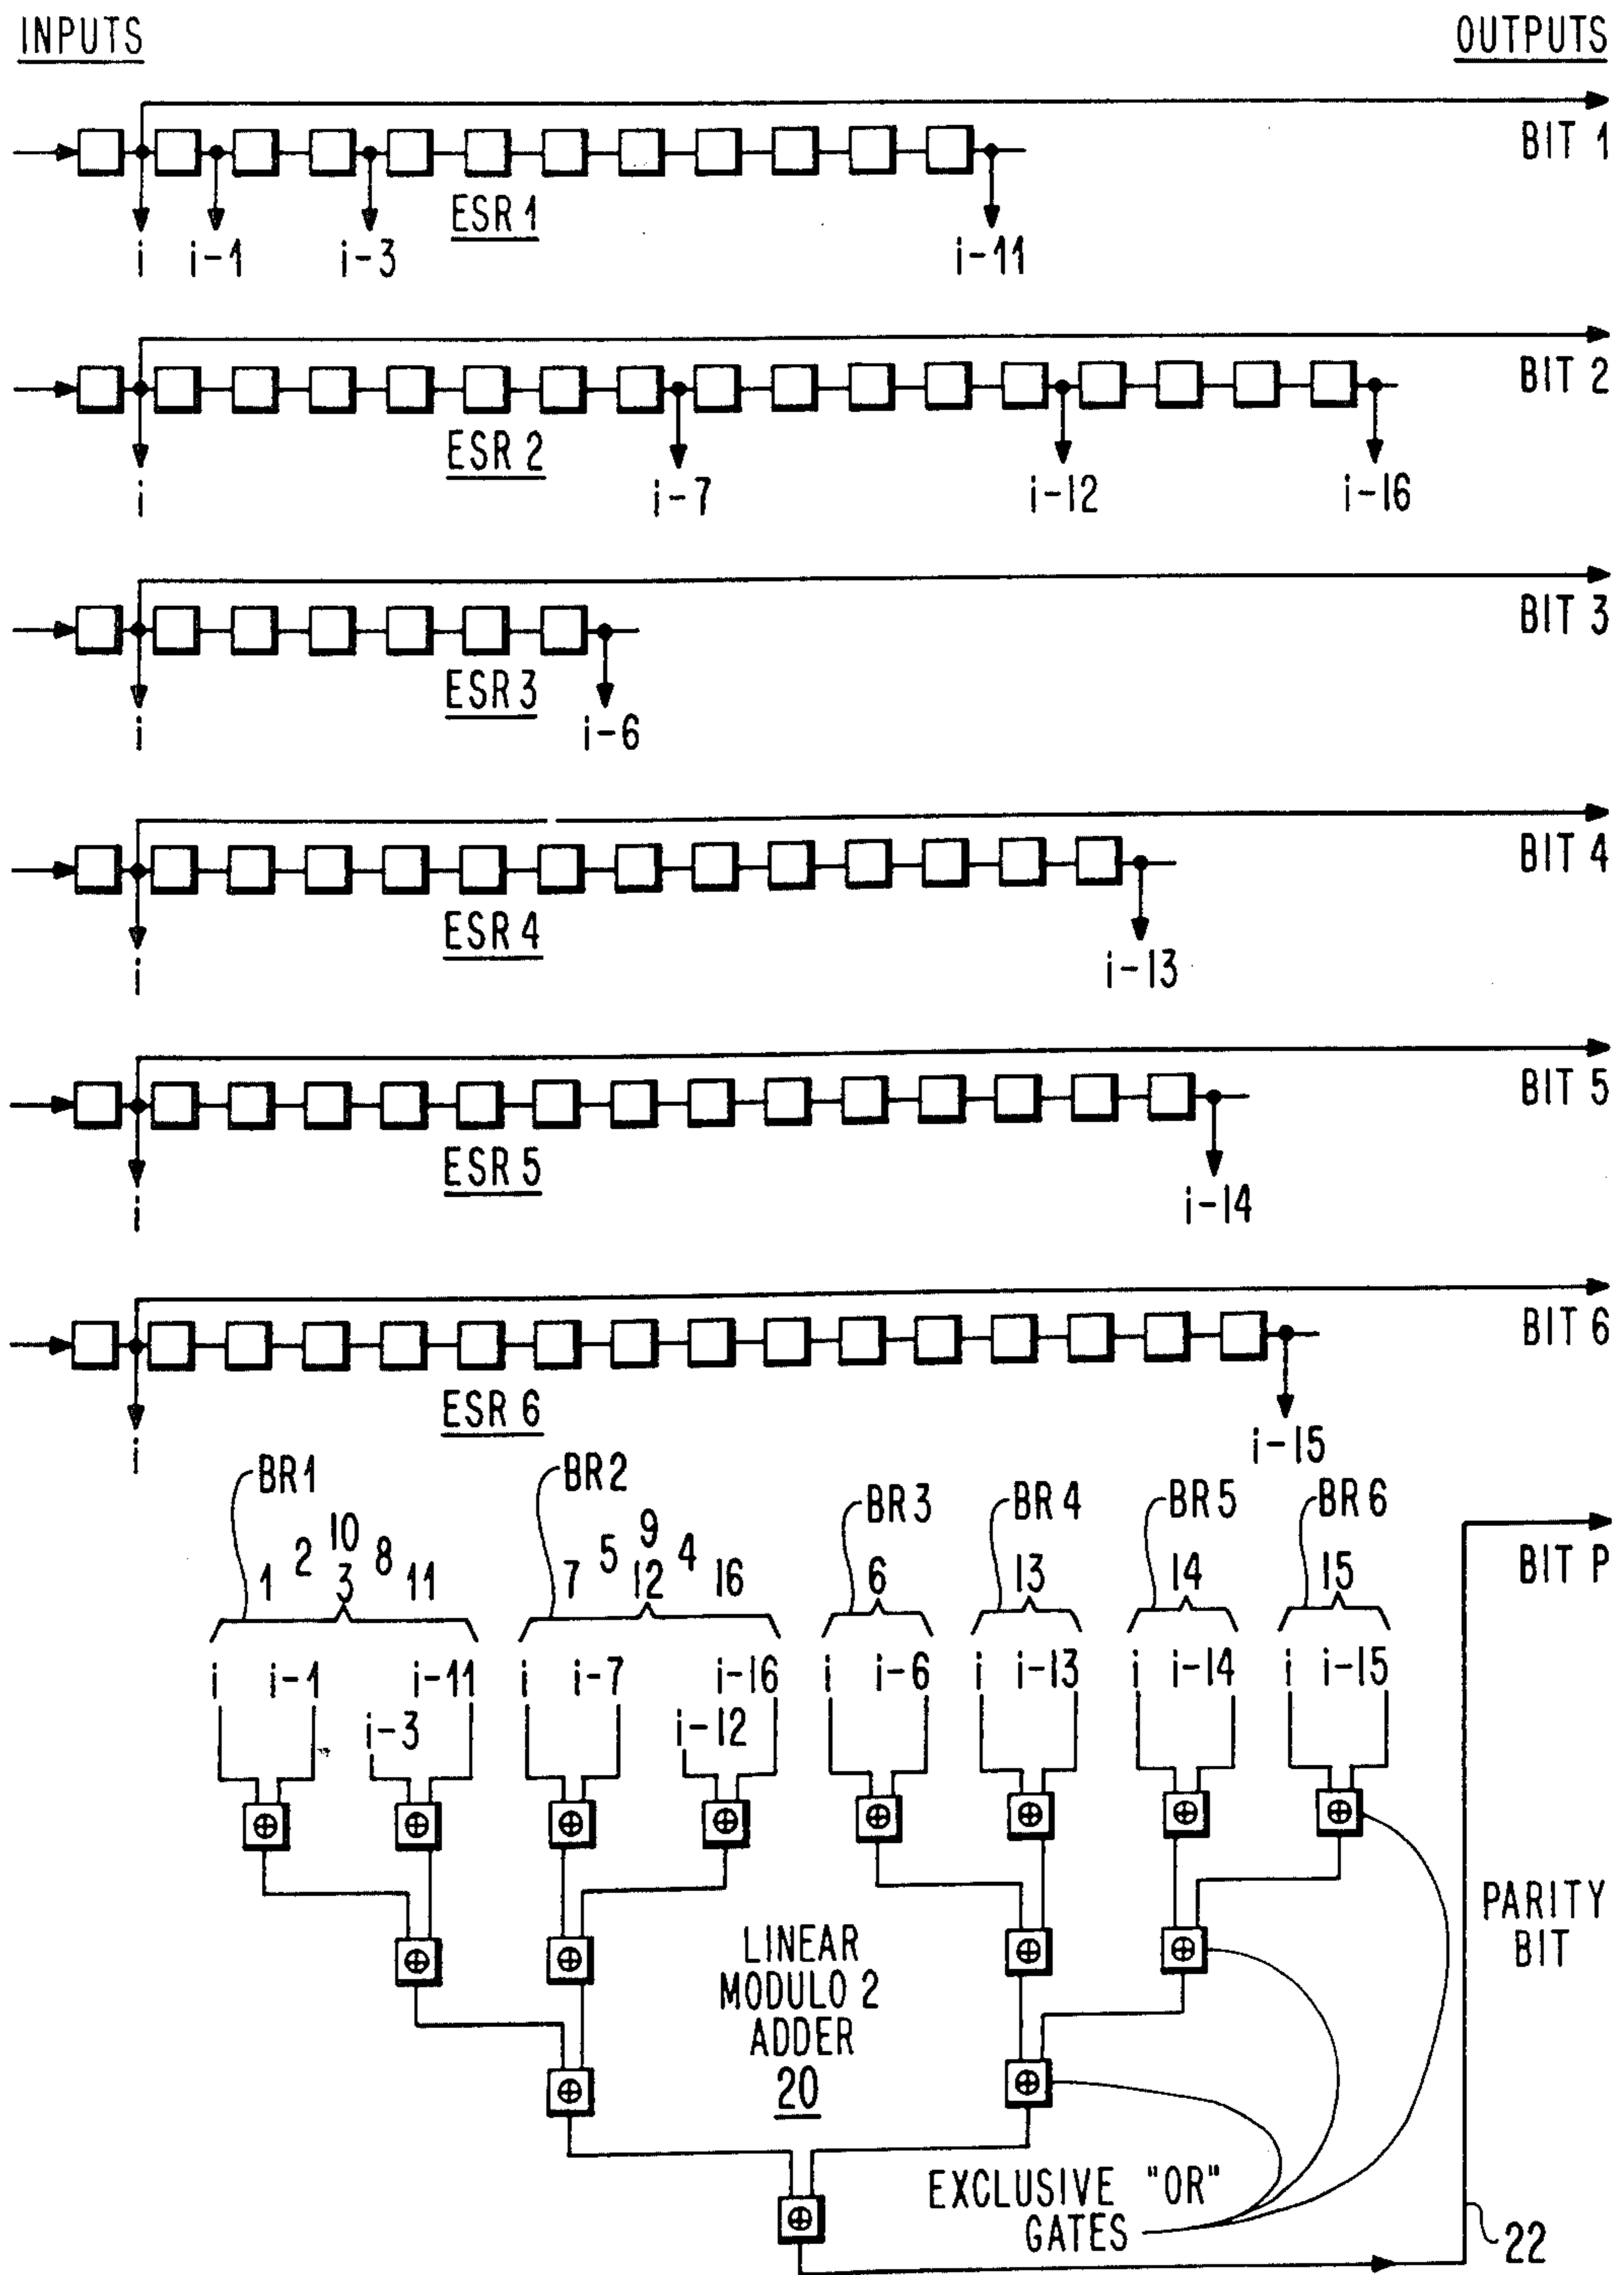 INPUTS OUTPUTS
BIT 1
ESR 1
i i-1 i-3 i-11
BIT 2
ESR 2
i i-7 i-12 i-16
BIT 3
ESR 3
i i-6
BIT 4
ESR 4
i i-13
BIT 5
ESR 5
i i-14
BIT 6
ESR 6
i i-15
BR1 BR2 BR3 BR4 BR5 BR6
10 9
2 8 5 4
1 3 11 7 12 16 6 13 14 15
BIT P
i i-1 i-11 i i-7 i-16 i i-6 i i-13 i i-14 i i-15
i-3 i-12
PARITY
BIT
LINEAR
MODULO 2
ADDER
20
EXCLUSIVE "OR"
GATES
22